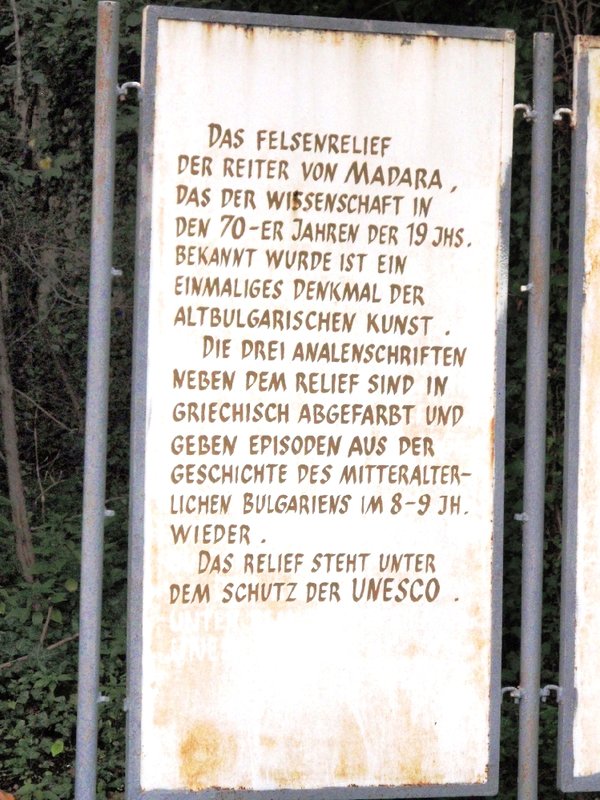 DAS FELSENRELIEF
DER REITER VON MADARA,
DAS DER WISSENSCHAFT IN
DEN 70-ER JAHREN DER 19 JHS.
BEKANNT WURDE IST EIN
EINMALIGES DENKMAL DER
ALTBULGARISCHEN KUNST.
DIE DREI ANALENSCHRIFTEN
NEBEN DEM RELIEF SIND IN
GRIECHISCH ABGEFARBT UND
GEBEN EPISODEN AUS DER
GESCHICHTE DES MITTERALTER-
LICHEN BULGARIENS IM 8-9 JH.
WIEDER.
DAS RELIEF STEHT UNTER
DEM SCHUTZ DER UNESCO.
UNTER
UNE